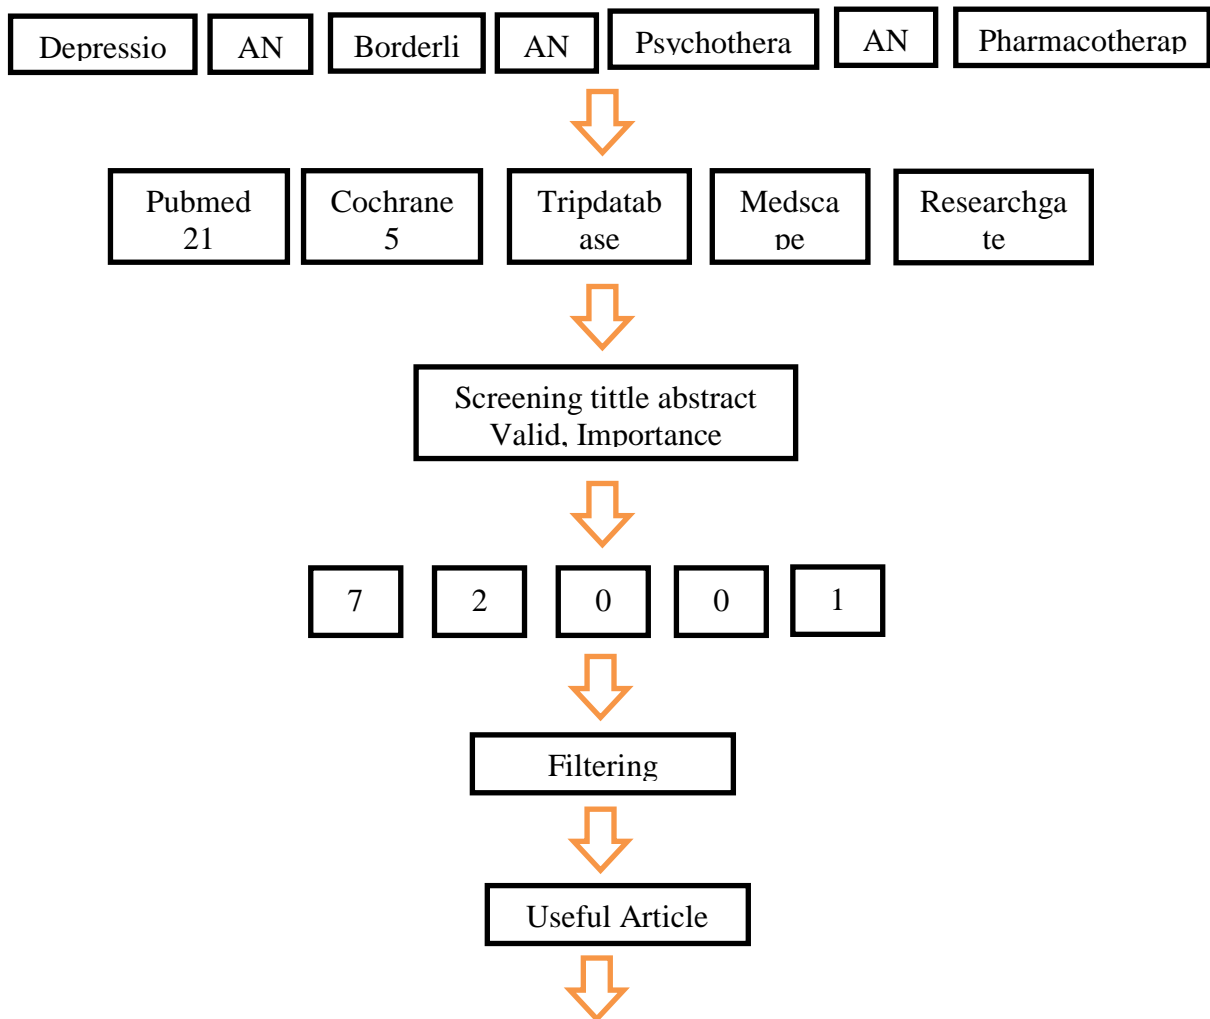 Depressio AN Borderli AN Psychothera AN Pharmacotherap
Pubmed Cochrane Tripdatab Medsca Researchga
21 5 ase pe te
Screening tittle abstract
Valid, Importance
7 2 0 0 1
Filtering
Useful Article